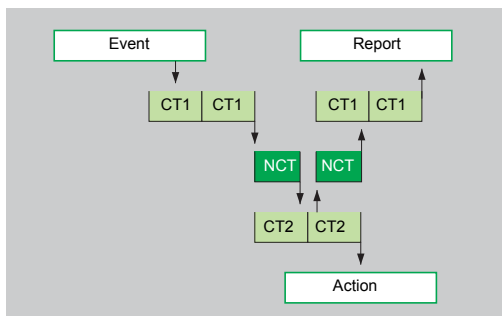 Event Report
CT1 CT1 CT1 CT1
NCT NCT
CT2 CT2
Action